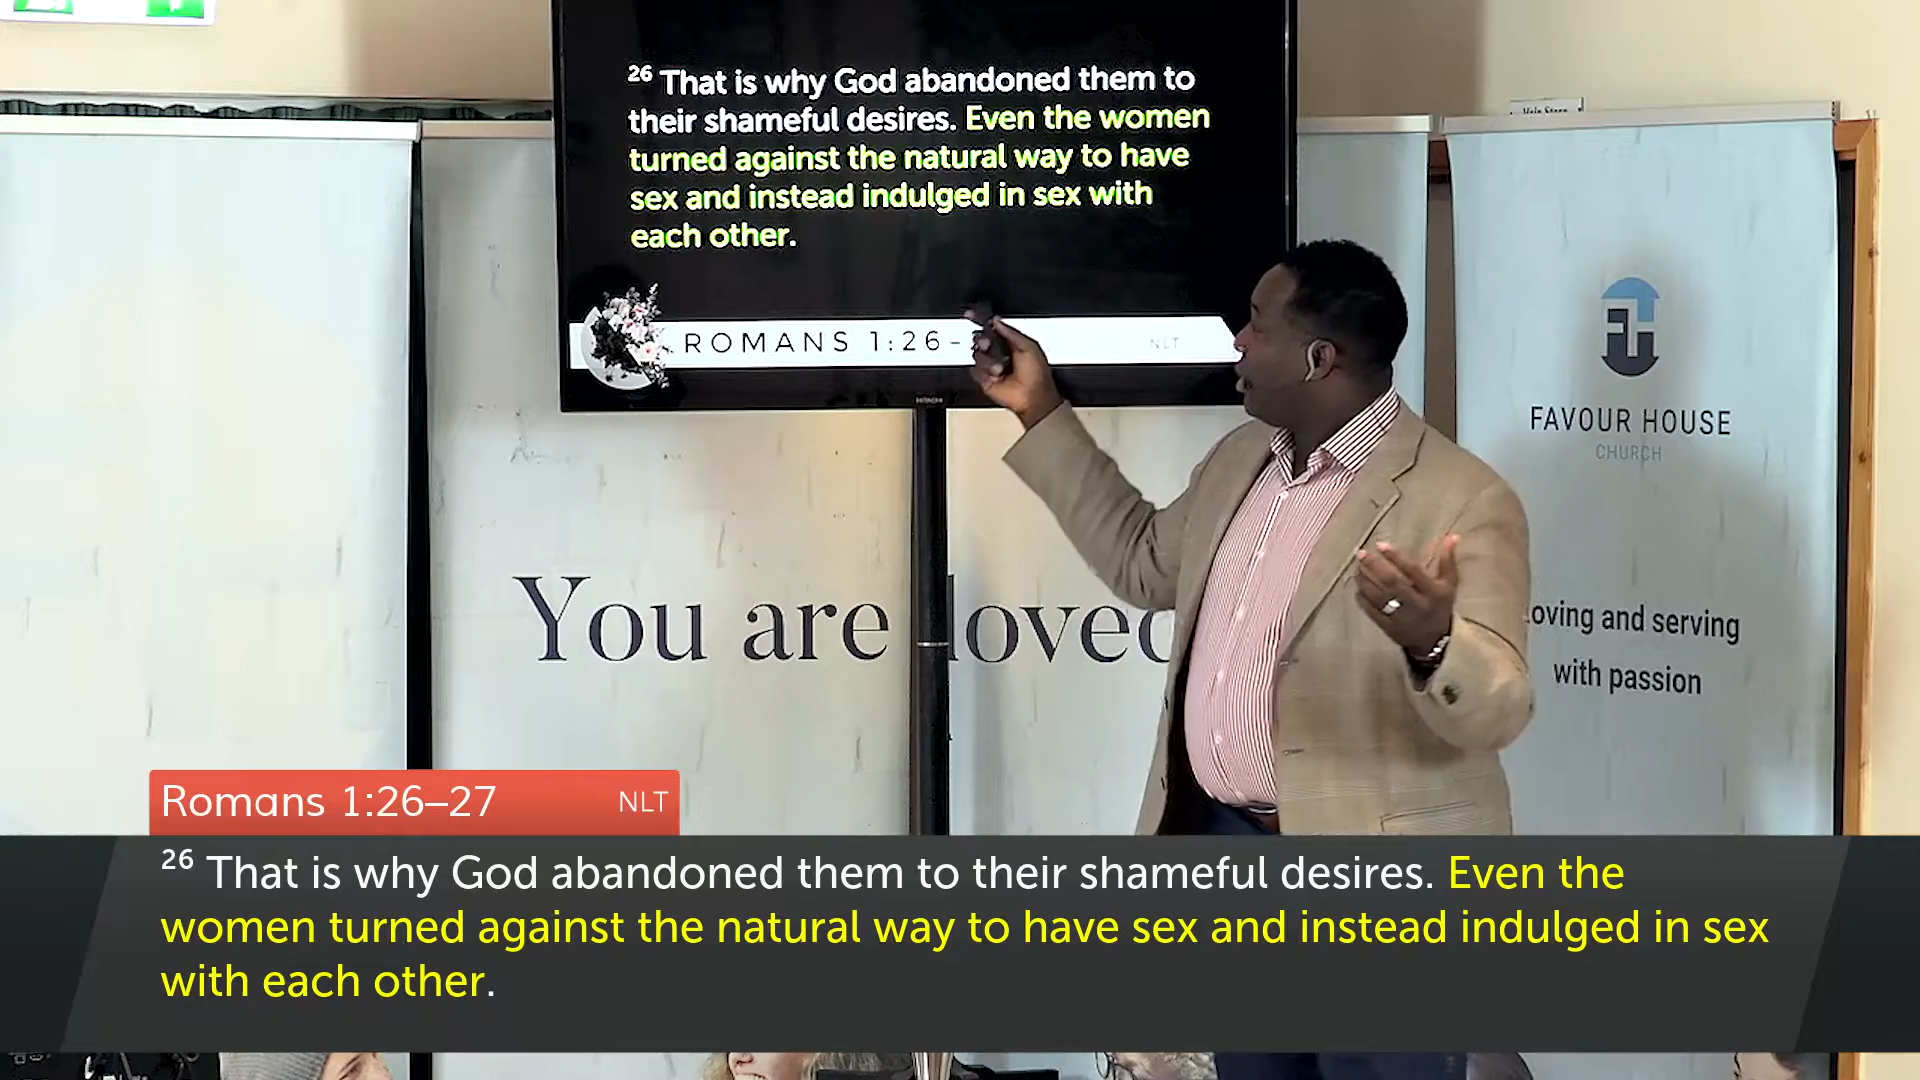 26 That is why God abandoned them to
their shameful desires. Even the women
turned against the natural way to have
sex and instead indulged in sex with
each other.
ROMANS 1:26-
NLT
HITACHI
FAVOUR HOUSE
CHURCH
You are loved
oving and serving
with passion
Romans 1:26–27
NLT
26 That is why God abandoned them to their shameful desires. Even the
women turned against the natural way to have sex and instead indulged in sex
with each other.